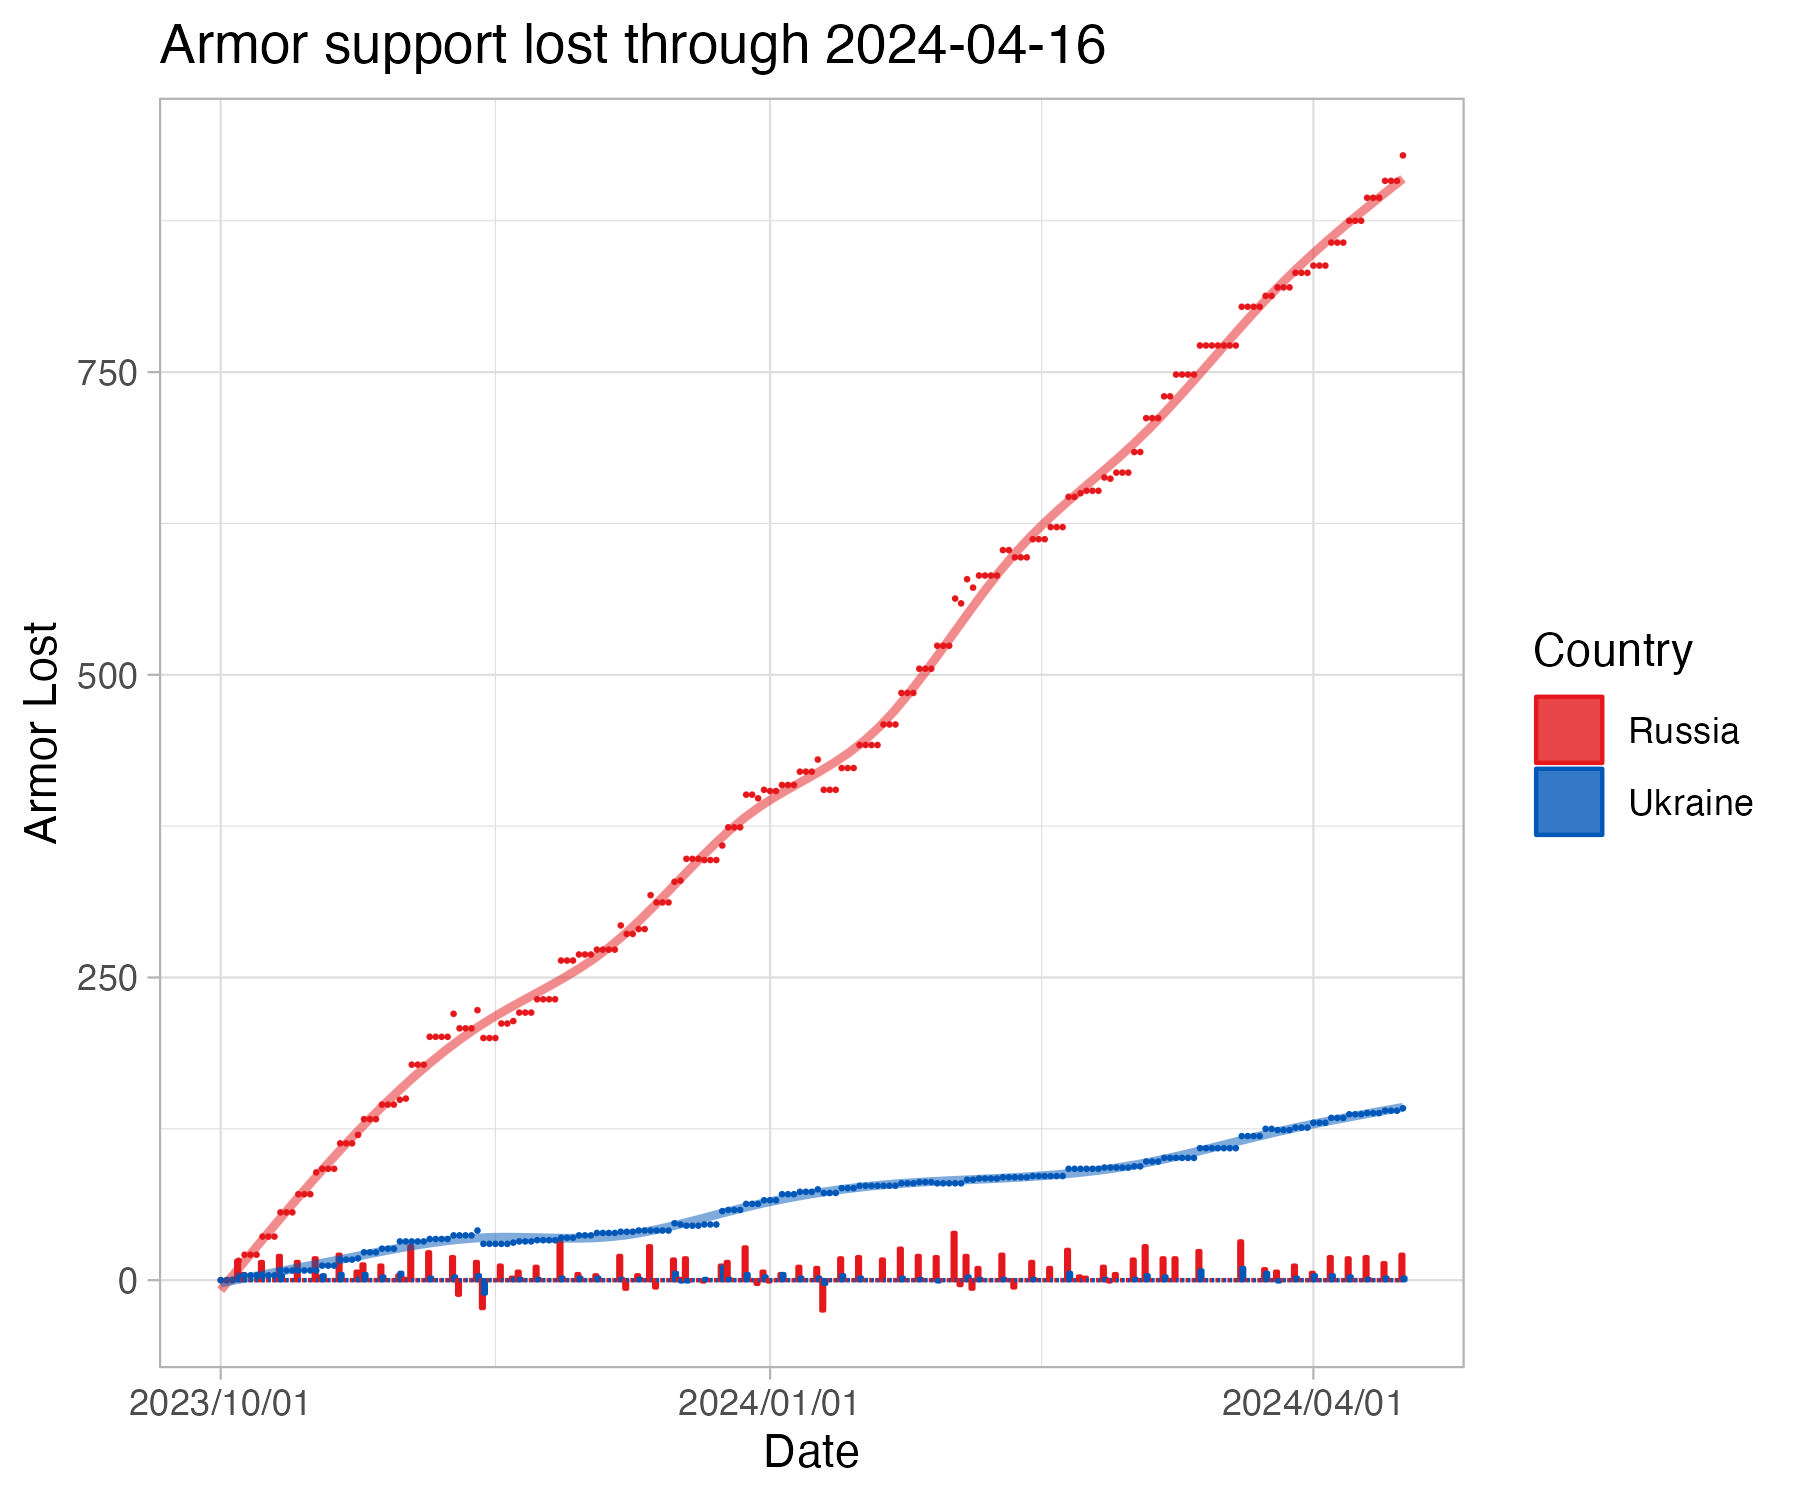 Armor support lost through 2024-04-16
Armor Lost
750
500
250
0
2023/10/01
2024/01/01
2024/04/01
Date
Country
Russia
Ukraine